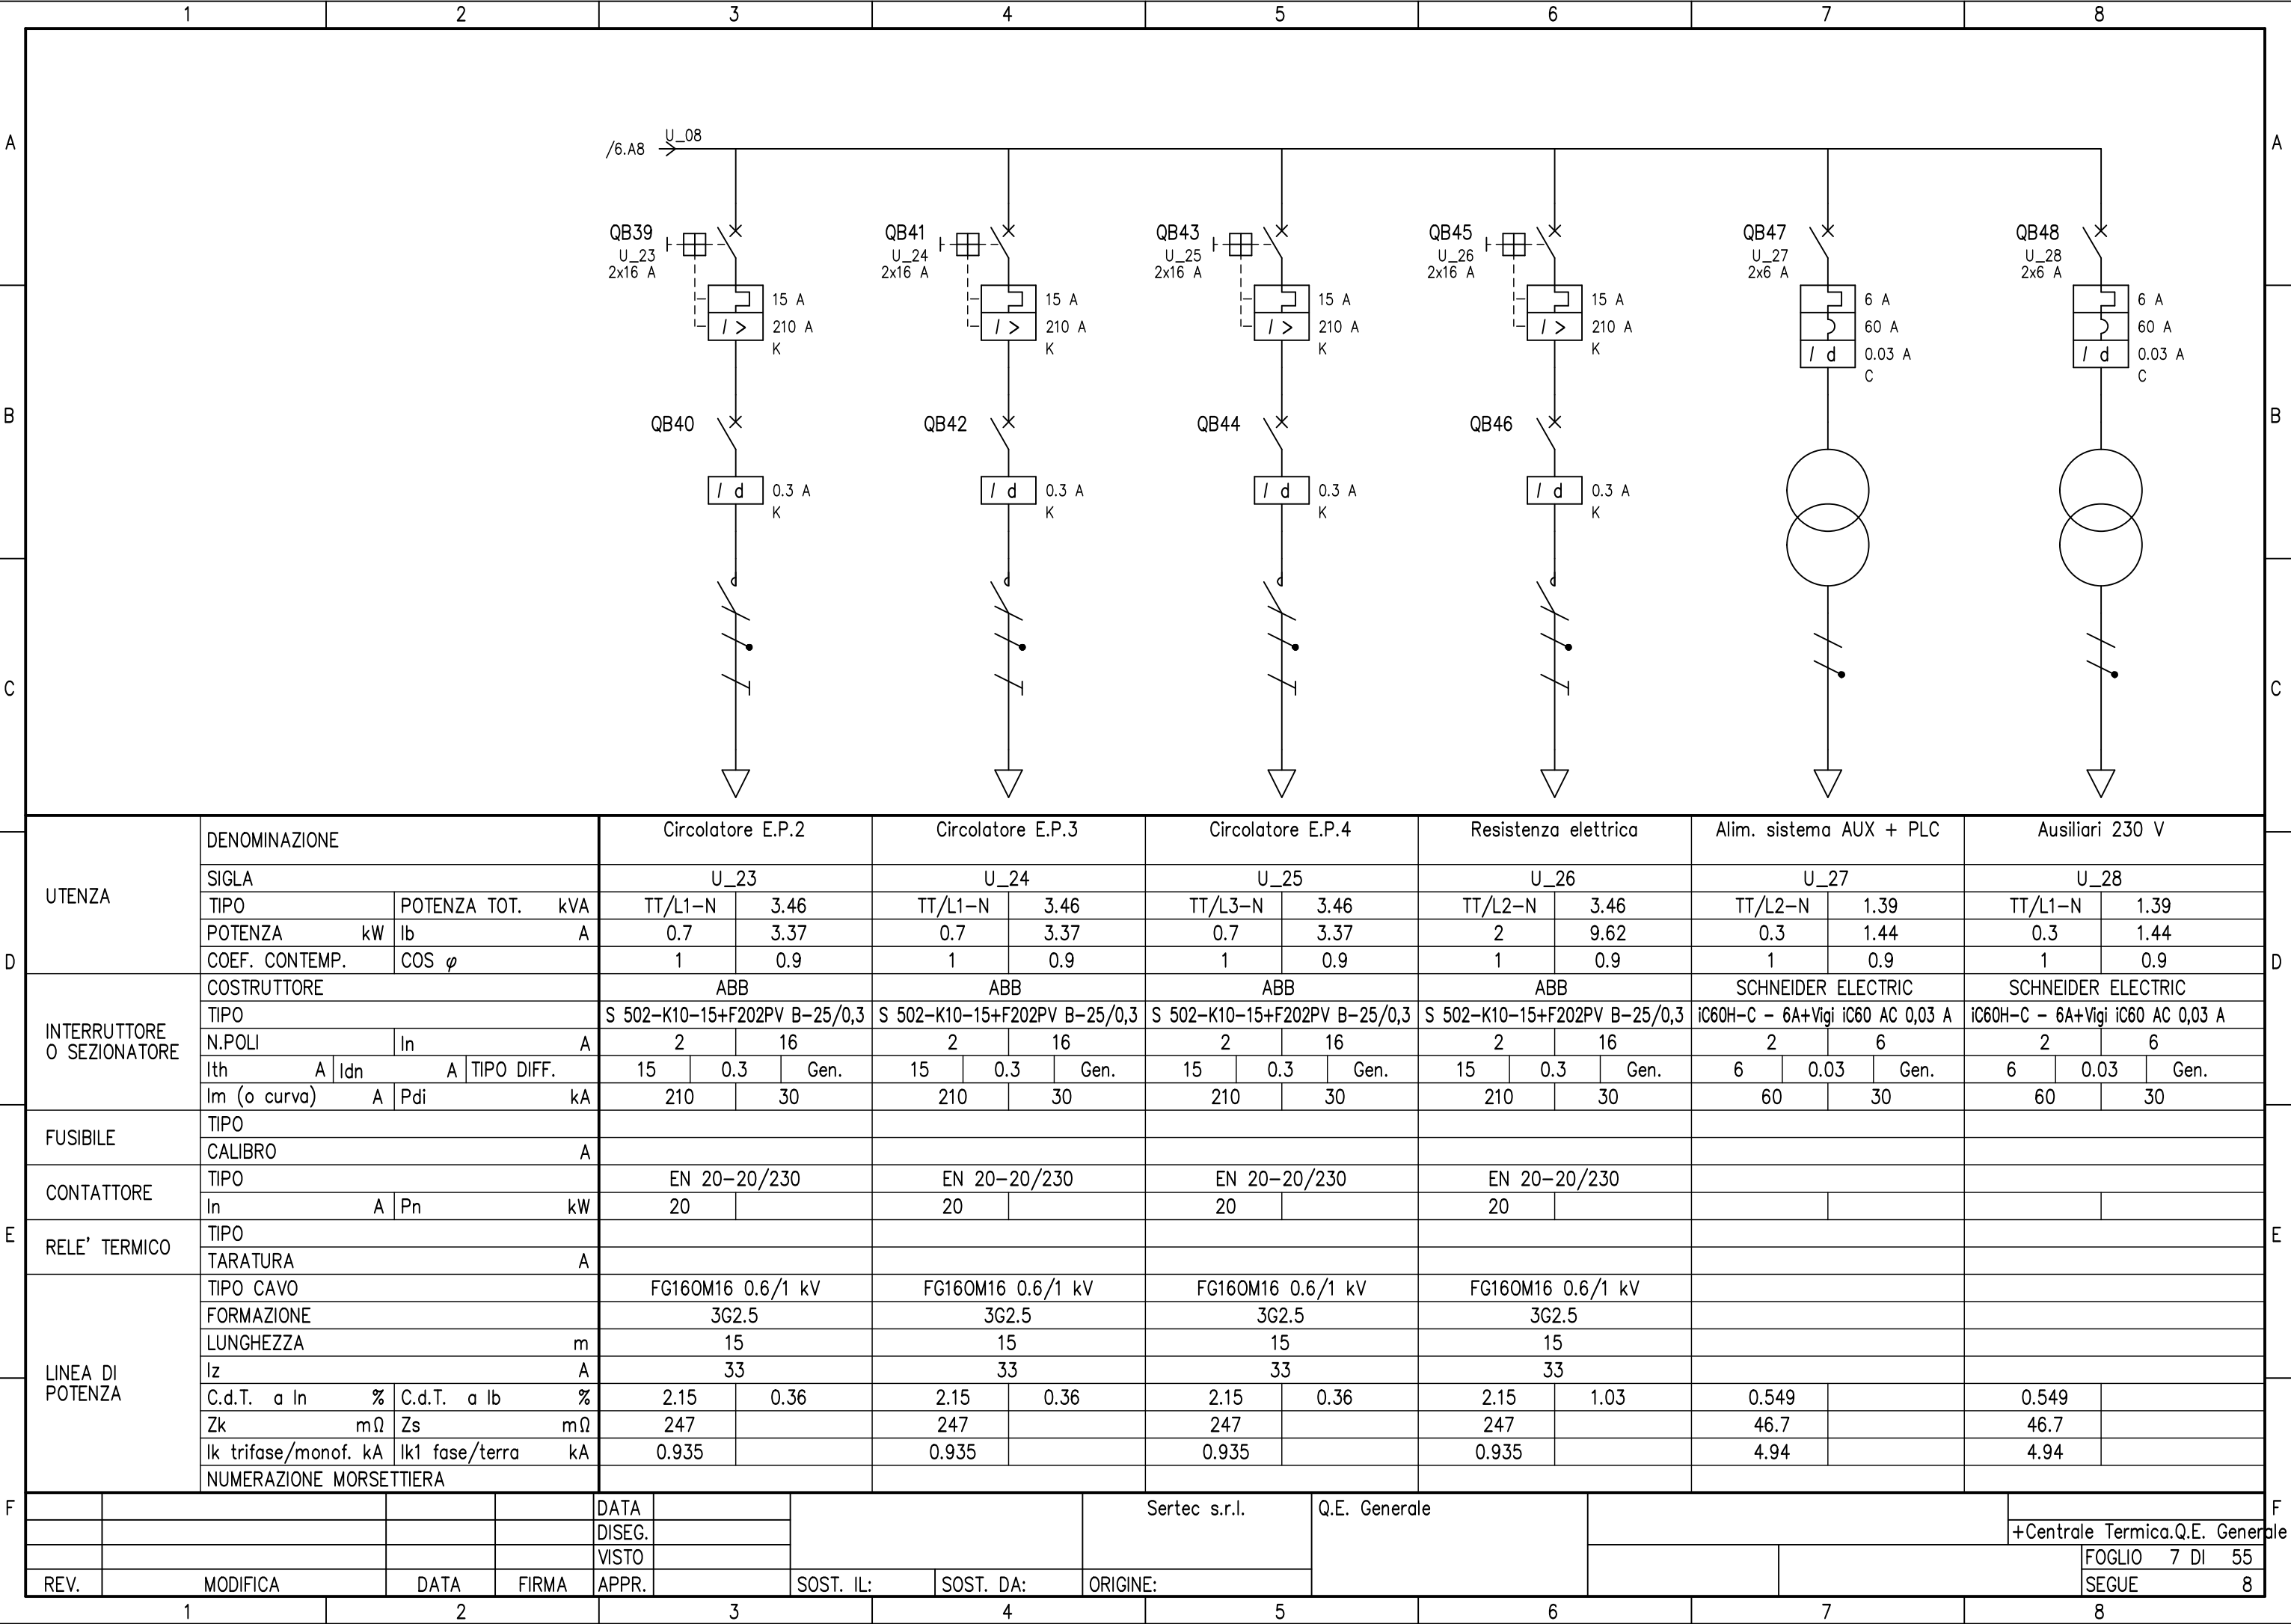 1 2 3 4 5 6 7 8
A A
U_08
/6.A8
QB39 QB41 QB43 QB45 QB47 QB48
U_23 U_24 U_25 U_26 U_27 U_28
2x16 A 2x16 A 2x16 A 2x16 A 2x6 A 2x6 A
15 A 15 A 15 A 15 A 6 A 6 A
I > 210 A I > 210 A I > 210 A I > 210 A 60 A 60 A
K K K K I d 0.03 A I d 0.03 A
C C
B B
QB40 QB42 QB44 QB46
I d 0.3 A I d 0.3 A I d 0.3 A I d 0.3 A
K K K K
C C
UTENZA
DENOMINAZIONE Circolatore E.P.2 Circolatore E.P.3 Circolatore E.P.4 Resistenza elettrica Alim. sistema AUX + PLC Ausiliari 230 V
SIGLA U_23 U_24 U_25 U_26 U_27 U_28
TIPO POTENZA TOT. kVA TT/L1-N 3.46 TT/L1-N 3.46 TT/L3-N 3.46 TT/L2-N 3.46 TT/L2-N 1.39 TT/L1-N 1.39
POTENZA kW Ib A 0.7 3.37 0.7 3.37 0.7 3.37 2 9.62 0.3 1.44 0.3 1.44
D D
COEF. CONTEMP. COS φ 1 0.9 1 0.9 1 0.9 1 0.9 1 0.9 1 0.9
INTERRUTTORE
O SEZIONATORE
COSTRUTTORE ABB ABB ABB ABB SCHNEIDER ELECTRIC SCHNEIDER ELECTRIC
TIPO S 502-K10-15+F202PV B-25/0,3 S 502-K10-15+F202PV B-25/0,3 S 502-K10-15+F202PV B-25/0,3 S 502-K10-15+F202PV B-25/0,3 iC60H-C - 6A+Vigi iC60 AC 0,03 A iC60H-C - 6A+Vigi iC60 AC 0,03 A
N.POLI In A 2 16 2 16 2 16 2 16 2 6 2 6
Ith A Idn A TIPO DIFF. 15 0.3 Gen. 15 0.3 Gen. 15 0.3 Gen. 15 0.3 Gen. 6 0.03 Gen. 6 0.03 Gen.
Im (o curva) A Pdi kA 210 30 210 30 210 30 210 30 60 30 60 30
FUSIBILE
TIPO
CALIBRO A
CONTATTORE
TIPO EN 20-20/230 EN 20-20/230 EN 20-20/230 EN 20-20/230
In A Pn kW 20 20 20 20
E E
RELE' TERMICO
TIPO
TARATURA A
LINEA DI
POTENZA
TIPO CAVO FG16OM16 0.6/1 kV FG16OM16 0.6/1 kV FG16OM16 0.6/1 kV FG16OM16 0.6/1 kV
FORMAZIONE 3G2.5 3G2.5 3G2.5 3G2.5
LUNGHEZZA m 15 15 15 15
Iz A 33 33 33 33
C.d.T. a In % C.d.T. a Ib % 2.15 0.36 2.15 0.36 2.15 0.36 2.15 1.03 0.549 0.549
Zk mΩ Zs mΩ 247 247 247 247 46.7 46.7
Ik trifase/monof. kA Ik1 fase/terra kA 0.935 0.935 0.935 0.935 4.94 4.94
NUMERAZIONE MORSETTIERA
F F
DATA Sertec s.r.l. Q.E. Generale
DISEG. +Centrale Termica.Q.E. Generale
VISTO FOGLIO 7 DI 55
REV. MODIFICA DATA FIRMA APPR. SOST. IL: SOST. DA: ORIGINE: SEGUE 8
1 2 3 4 5 6 7 8